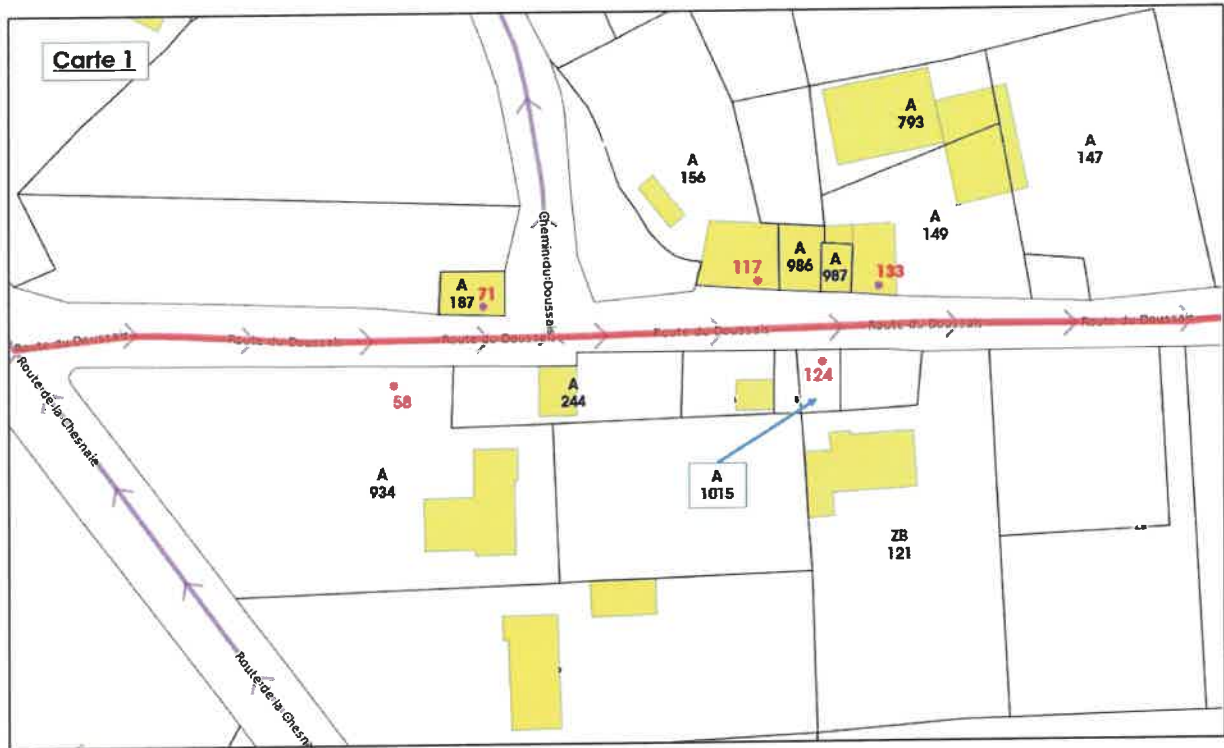 Carte 1
A
793
A
147
A
156
A
149
Chemin du Doussais
A
986
A
987
117
133
A
187
71
Route du Doussais
Route du Doussais
Route du Doussais
Route du Doussais
Route du Doussais
Route du Doussais
124
58
A
244
Route de la Chesnaie
A
934
A
1015
ZB
121
Route de la Chesnaie